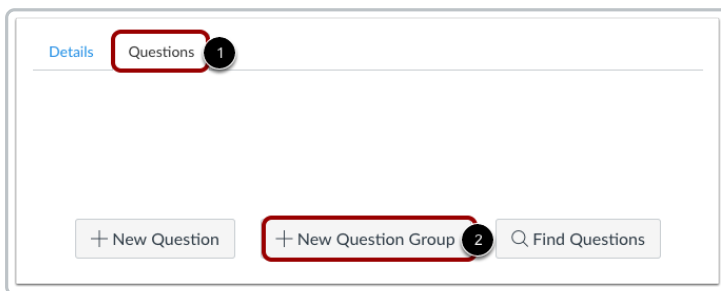 Details Questions 1
+ New Question + New Question Group 2 Find Questions